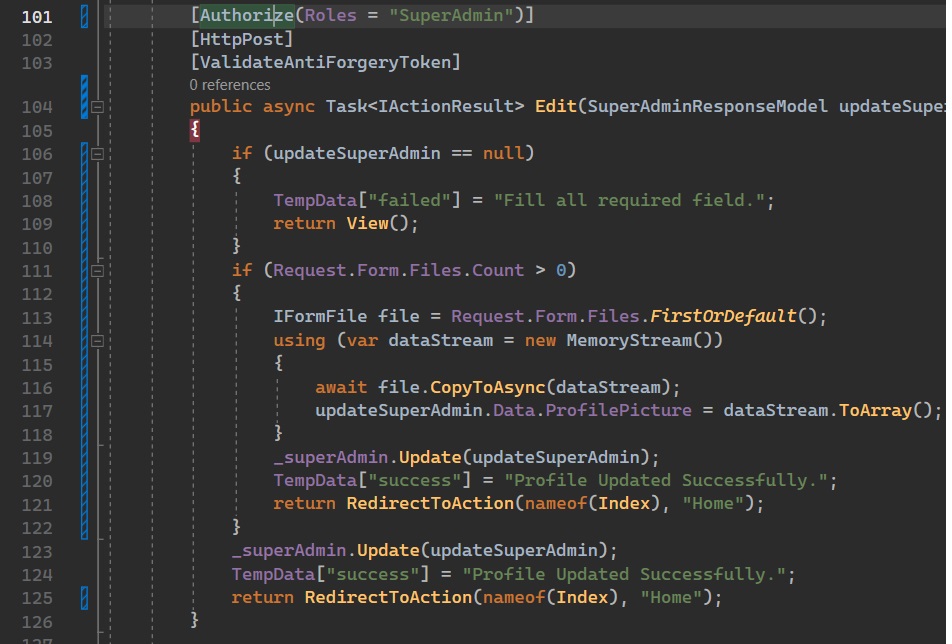 101 [Authorize(Roles = "SuperAdmin")]
102 [HttpPost]
103 [ValidateAntiForgeryToken]
0 references
104 public async Task<IActionResult> Edit(SuperAdminResponseModel
105 {
106 if (updateSuperAdmin == null)
107 {
108 TempData["failed"] = "Fill all required field.";
109 return View();
110 }
111 if (Request.Form.Files.Count > 0)
112 {
113 IFormFile file = Request.Form.Files.FirstOrDefault();
114 using (var dataStream = new MemoryStream())
115 {
116 await file.CopyToAsync(dataStream);
117 updateSuperAdmin.Data.ProfilePicture = dataStream.ToArray();
118 }
119 _superAdmin.Update(updateSuperAdmin);
120 TempData["success"] = "Profile Updated Successfully.";
121 return RedirectToAction(nameof(Index), "Home");
122 }
123 _superAdmin.Update(updateSuperAdmin);
124 TempData["success"] = "Profile Updated Successfully.";
125 return RedirectToAction(nameof(Index), "Home");
126 }